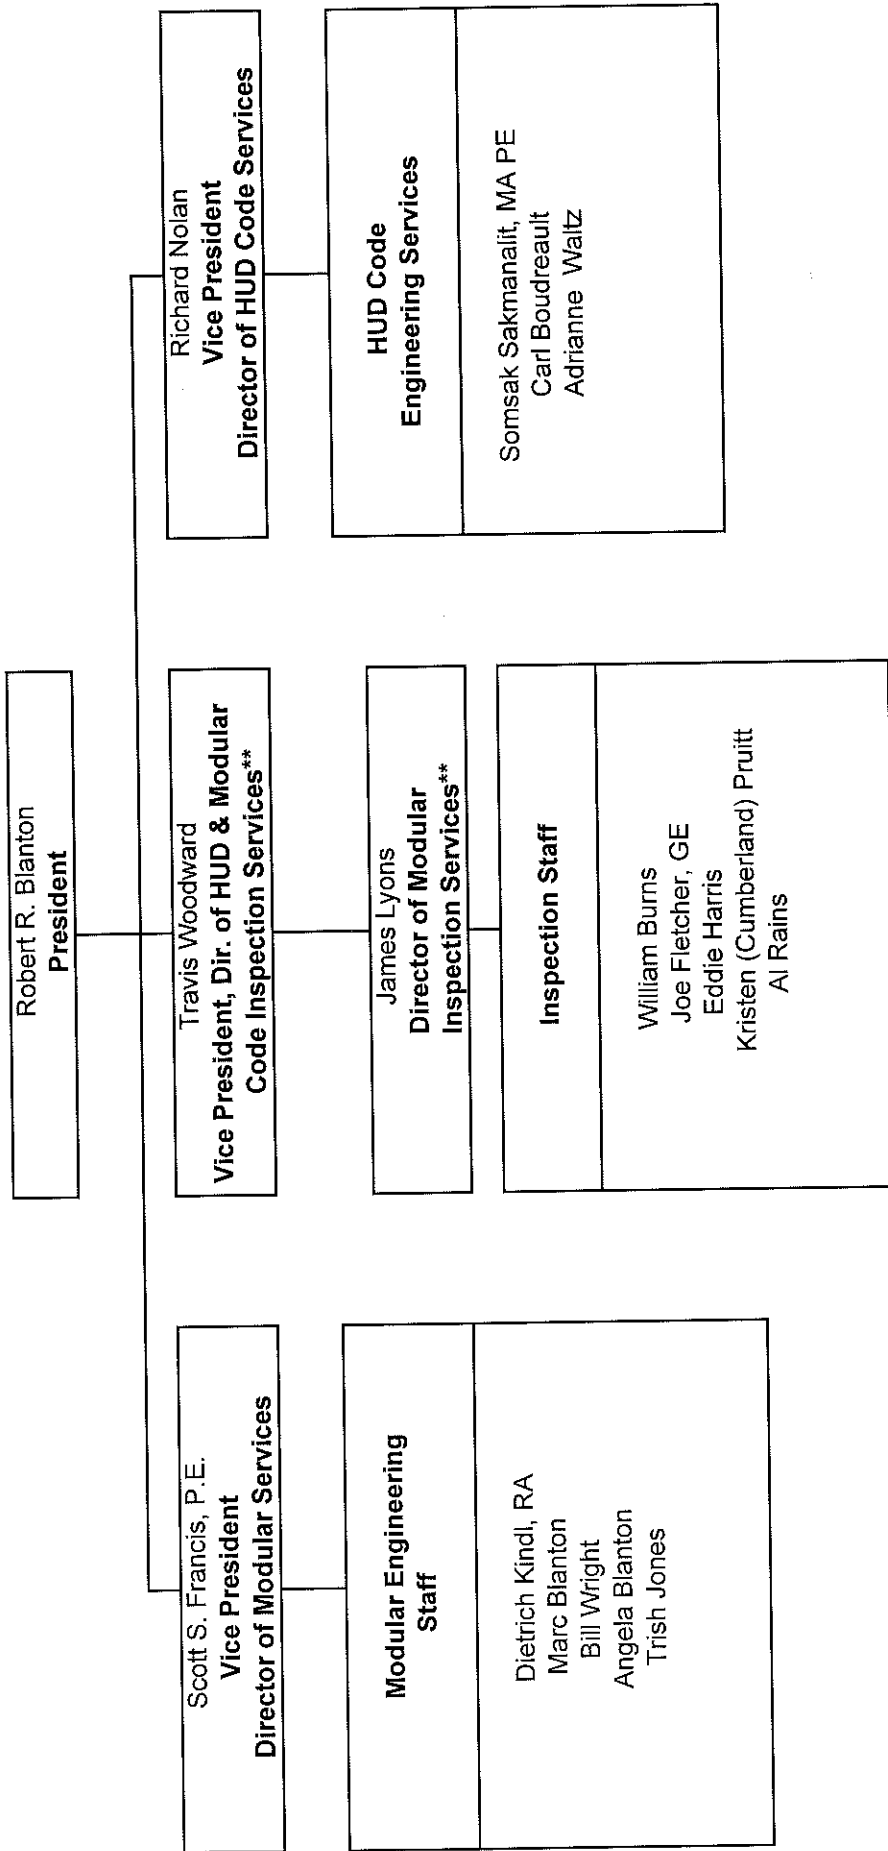 Robert R. Blanton
President
Scott S. Francis, P.E.
Vice President
Director of Modular Services
Modular Engineering
Staff
Dietrich Kindl, RA
Marc Blanton
Bill Wright
Angela Blanton
Trish Jones
Travis Woodward
Vice President, Dir. of HUD & Modular
Code Inspection Services**
James Lyons
Director of Modular
Inspection Services**
Inspection Staff
William Burns
Joe Fletcher, GE
Eddie Harris
Kristen (Cumberland) Pruitt
Al Rains
Richard Nolan
Vice President
Director of HUD Code Services
HUD Code
Engineering Services
Somsak Sakmanalit, MA PE
Carl Boudreault
Adrianne Waltz